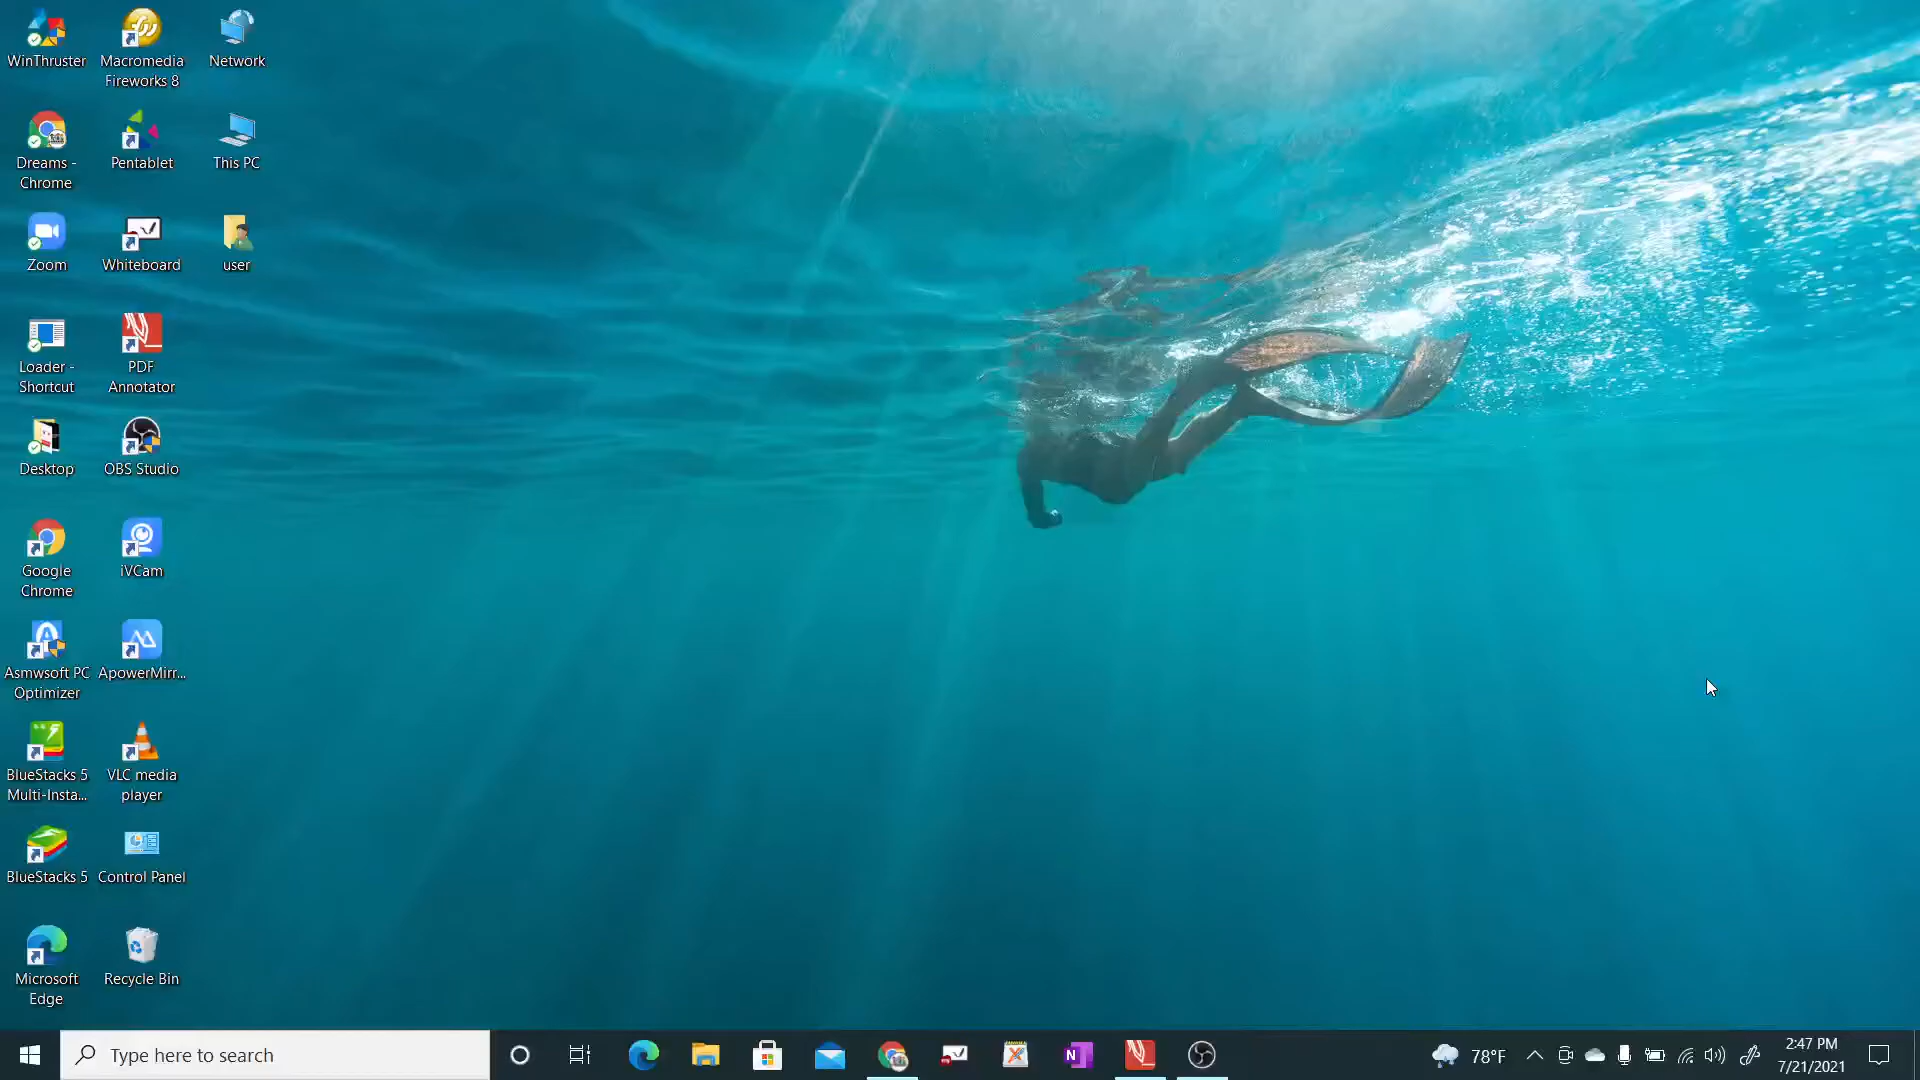 WinThruster
Macromedia
Fireworks 8
Network
Dreams -
Chrome
Pentablet
This PC
Zoom
Whiteboard
user
Loader -
Shortcut
PDF
Annotator
Desktop
OBS Studio
Google
Chrome
iVCam
Asmwsoft PC
Optimizer
ApowerMirr...
BlueStacks 5
Multi-Insta...
VLC media
player
BlueStacks 5
Control Panel
Microsoft
Edge
Recycle Bin
Type here to search
78°F
2:47 PM
7/21/2021